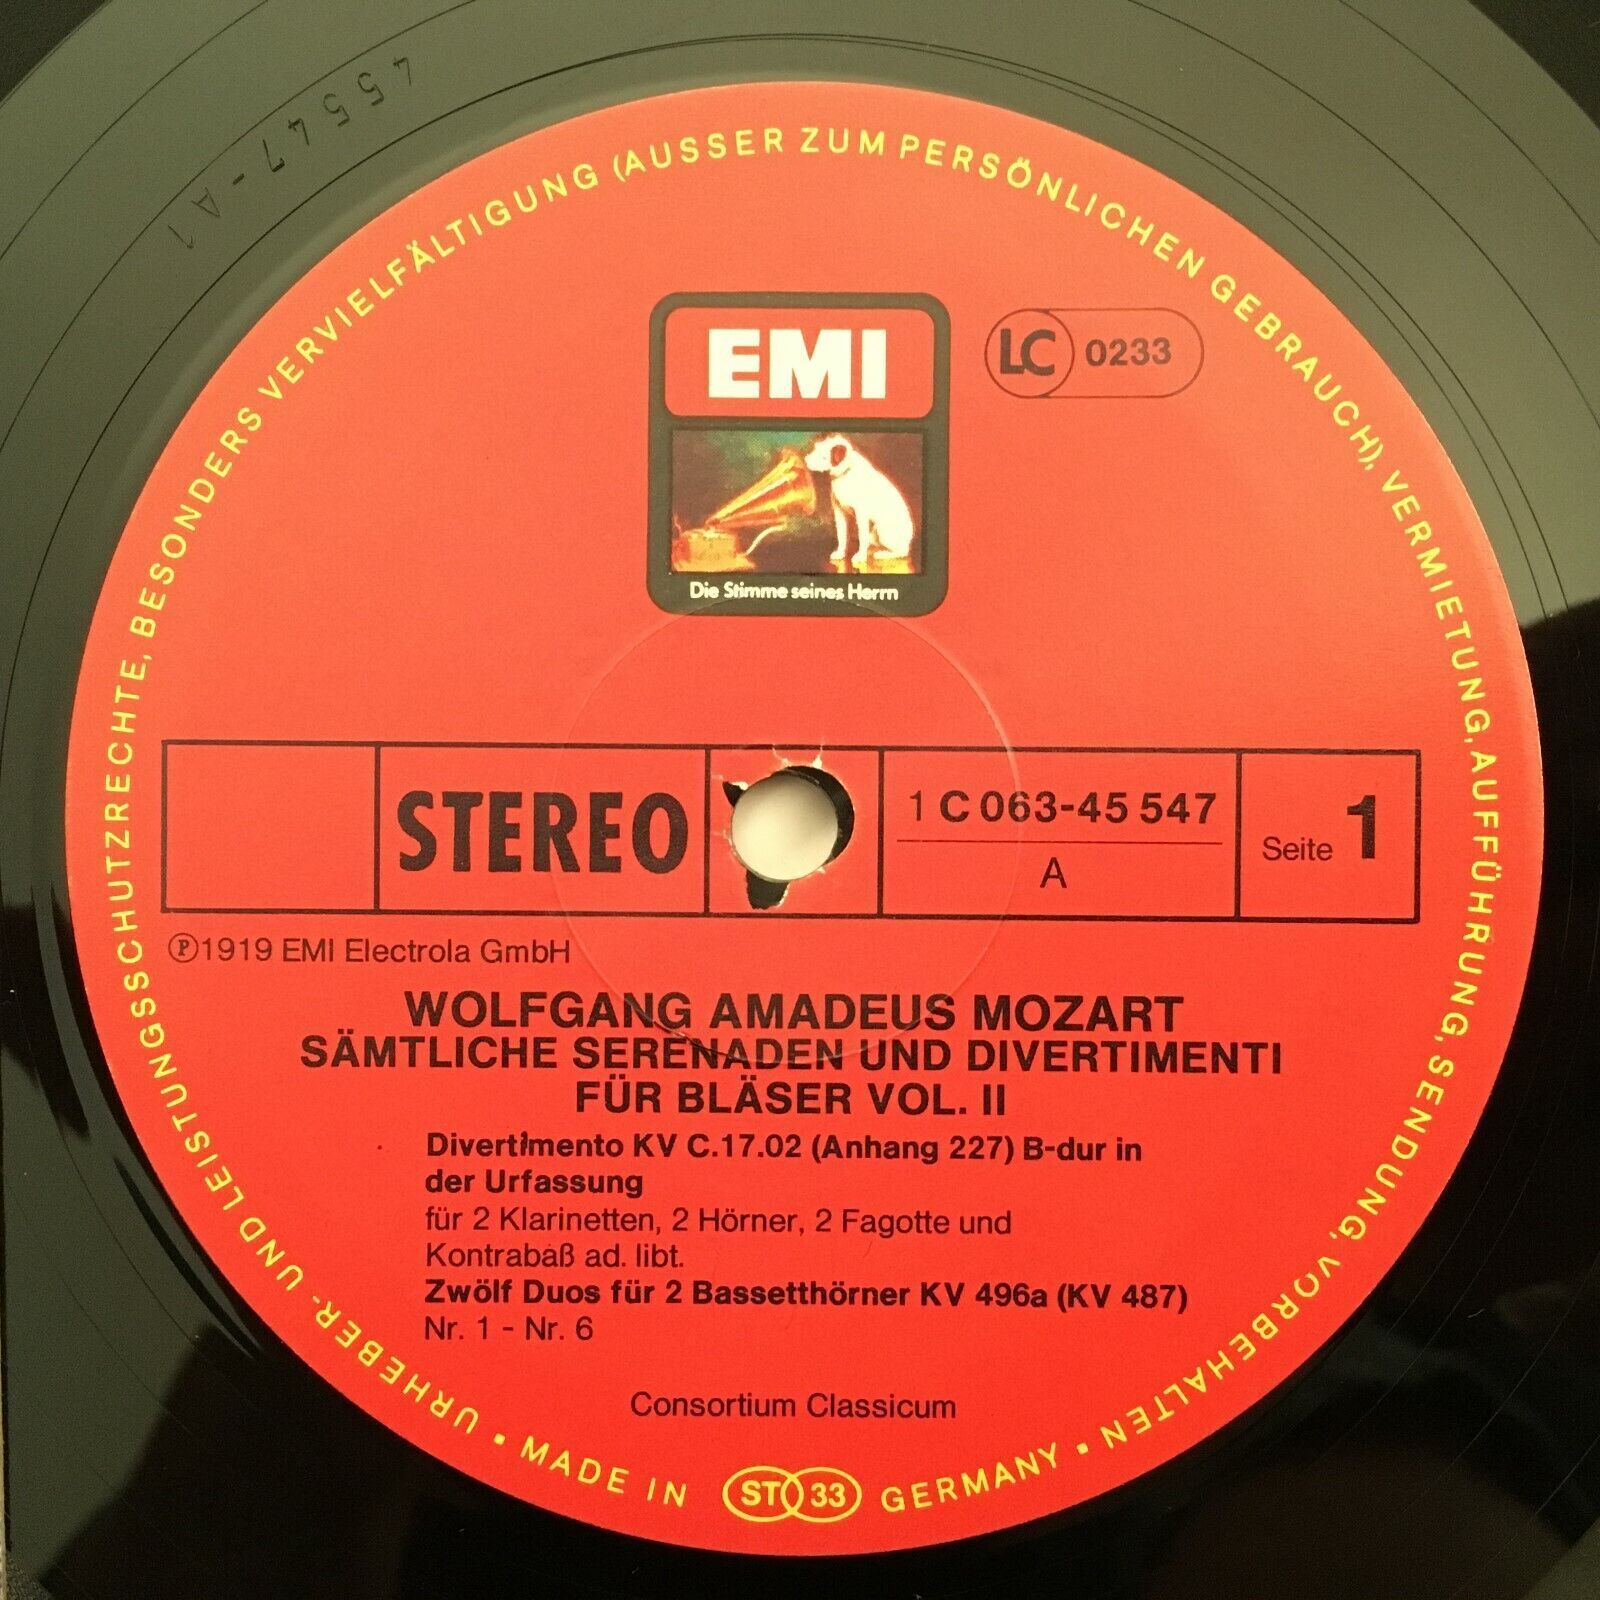 45547-A1
URHEBER- UND LEISTUNGSSCHUTZRECHTE, BESONDERS VERVIELFÄLTIGUNG (AUSSER ZUM PERSÖNLICHEN GEBRAUCH), VERMIETUNG, AUFFÜHRUNG, SENDUNG, VORBEHALTEN
EMI
LC 0233
Die Stimme seines Herrn
STEREO
1 C 063-45 547
A
Seite 1
Ⓟ1919 EMI Electrola GmbH
WOLFGANG AMADEUS MOZART
SÄMTLICHE SERENADEN UND DIVERTIMENTI
FÜR BLÄSER VOL. II
Divertimento KV C.17.02 (Anhang 227) B-dur in
der Urfassung
für 2 Klarinetten, 2 Hörner, 2 Fagotte und
Kontrabaß ad. libt.
Zwölf Duos für 2 Bassetthörner KV 496a (KV 487)
Nr. 1 - Nr. 6
Consortium Classicum
• MADE IN ST 33 GERMANY •